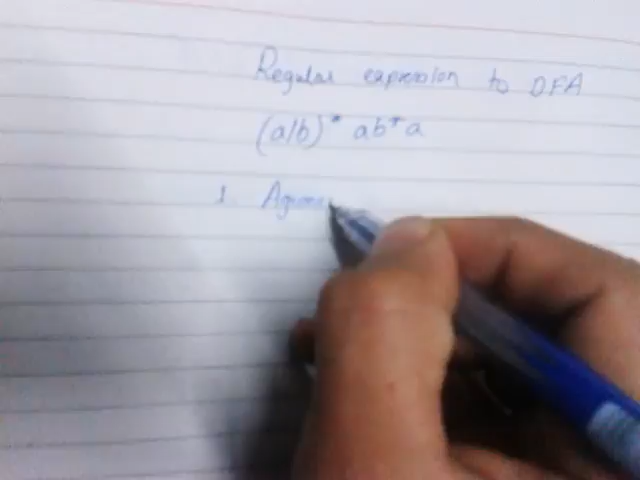 Regular expression to DFA
(a/b)* ab*a
1.